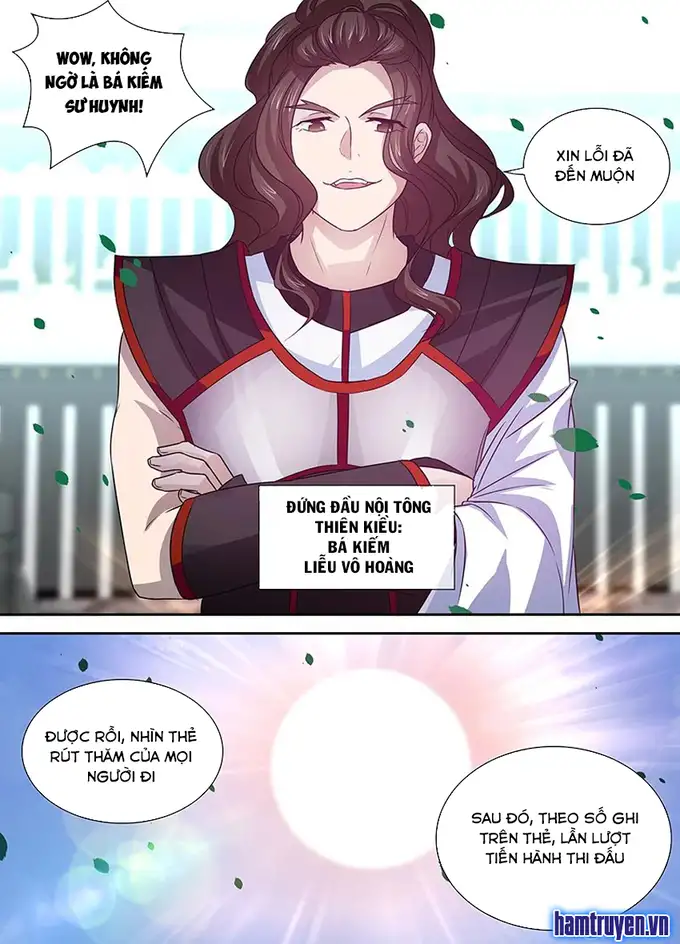 WOW, KHÔNG
NGỜ LÀ BÁ KIẾM
SƯ HUYNH!
XIN LỖI ĐÃ
ĐẾN MUỘN
ĐỨNG ĐẦU NỘI TÔNG
THIÊN KIỀU:
BÁ KIẾM
LIỄU VÔ HOÀNG
ĐƯỢC RỒI, NHÌN THẺ
RÚT THĂM CỦA MỌI
NGƯỜI ĐI
SAU ĐÓ, THEO SỐ GHI
TRÊN THẺ, LẦN LƯỢT
TIẾN HÀNH THI ĐẤU
hamtruyen.vn